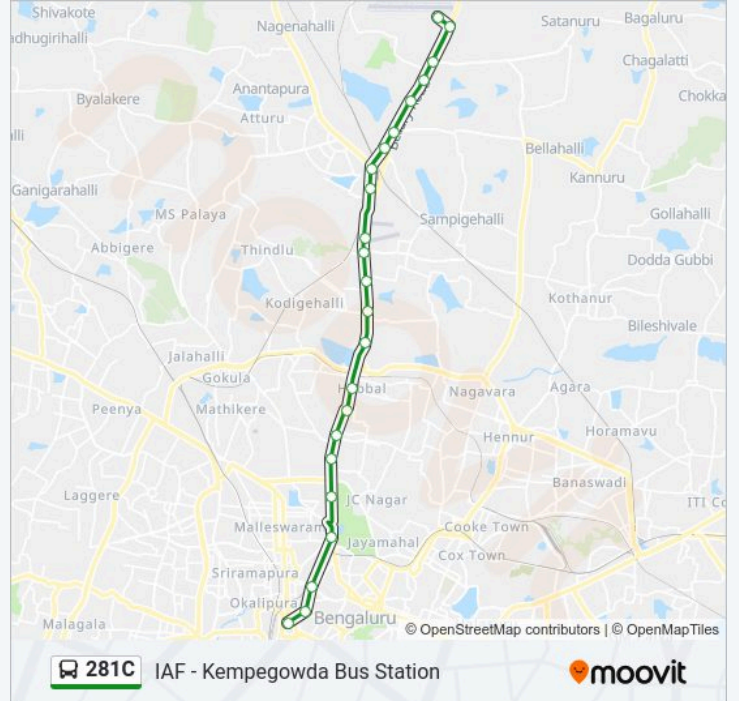 Shivakote
Nagenahalli
Satanuru
Bagaluru
adhugirihalli
Chagalatti
Byalakere
Anantapura
Chokka
Atturu
Bellahalli
Kannuru
Ganigarahalli
MS Palaya
Sampigehalli
Gollahalli
Abbigere
Thindlu
Dodda Gubbi
Kodigehalli
Kothanur
Bileshivale
Jalahalli
Gokula
Hebbal
Nagavara
Agara
Peenya
Mathikere
Hennur
Horamavu
Banaswadi
Laggere
JC Nagar
ITI Co
Malleswaram
Cooke Town
Jayamahal
Cox Town
Sriramapura
Okalipura
Bengaluru
Malagala
© OpenStreetMap contributors | © OpenMapTiles
281C IAF - Kempegowda Bus Station
moovit